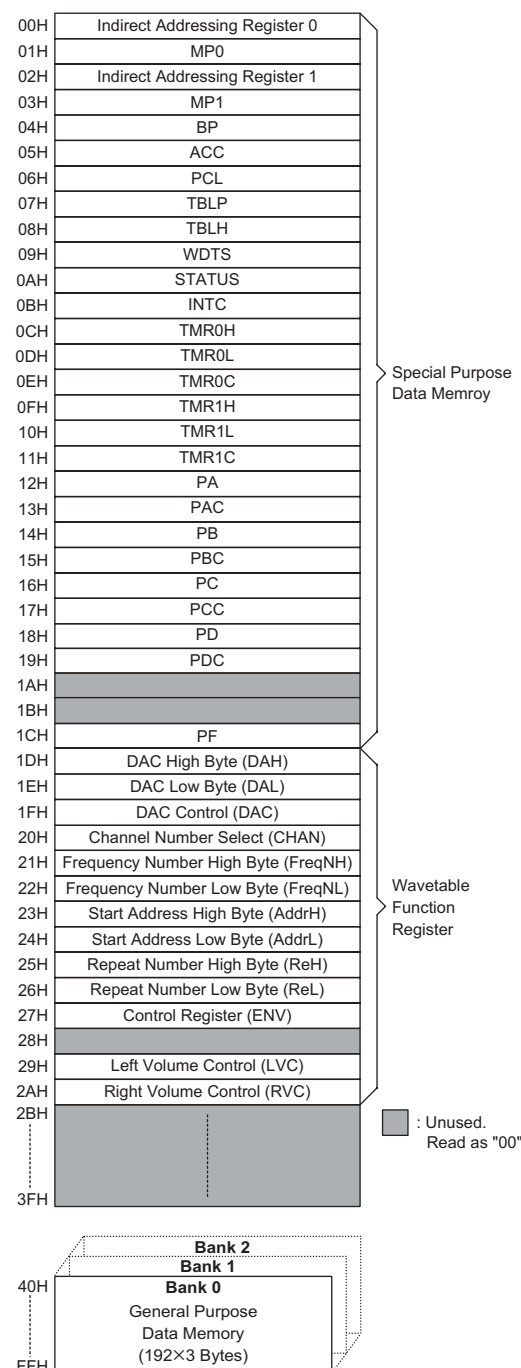 00H Indirect Addressing Register 0
01H MP0
02H Indirect Addressing Register 1
03H MP1
04H BP
05H ACC
06H PCL
07H TBLP
08H TBLH
09H WDTS
0AH STATUS
0BH INTC
0CH TMR0H
0DH TMR0L
0EH TMR0C
0FH TMR1H
10H TMR1L
11H TMR1C
12H PA
13H PAC
14H PB
15H PBC
16H PC
17H PCC
18H PD
19H PDC
1AH
1BH
1CH PF
Special Purpose
Data Memroy
1DH DAC High Byte (DAH)
1EH DAC Low Byte (DAL)
1FH DAC Control (DAC)
20H Channel Number Select (CHAN)
21H Frequency Number High Byte (FreqNH)
22H Frequency Number Low Byte (FreqNL)
23H Start Address High Byte (AddrH)
24H Start Address Low Byte (AddrL)
25H Repeat Number High Byte (ReH)
26H Repeat Number Low Byte (ReL)
27H Control Register (ENV)
28H
29H Left Volume Control (LVC)
2AH Right Volume Control (RVC)
Wavetable
Function
Register
2BH
3FH
: Unused.
Read as "00"
Bank 2
Bank 1
40H Bank 0
General Purpose
Data Memory
(192×3 Bytes)
FFH